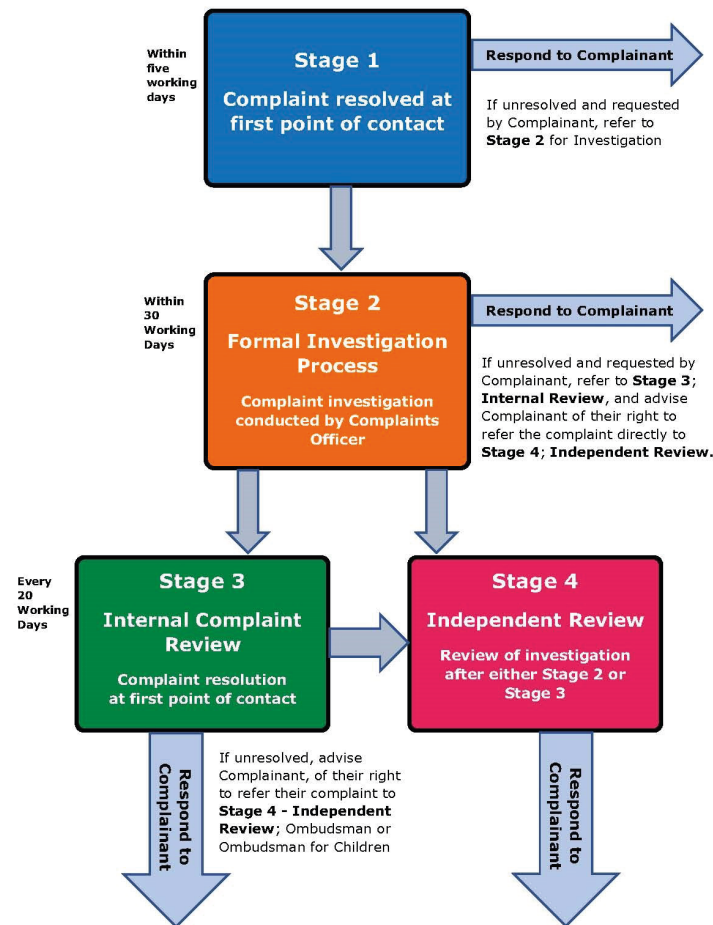 Within
five
working
days
Stage 1
Complaint resolved at
first point of contact
Respond to Complainant
If unresolved and requested
by Complainant, refer to
Stage 2 for Investigation
Within
30
Working
Days
Stage 2
Formal Investigation
Process
Complaint investigation
conducted by Complaints
Officer
Respond to Complainant
If unresolved and requested by
Complainant, refer to Stage 3;
Internal Review, and advise
Complainant of their right to
refer the complaint directly to
Stage 4; Independent Review.
Every
20
Working
Days
Stage 3
Internal Complaint
Review
Complaint resolution
at first point of contact
Stage 4
Independent Review
Review of investigation
after either Stage 2 or
Stage 3
Respond to
Complainant
If unresolved, advise
Complainant, of their right
to refer their complaint to
Stage 4 - Independent
Review; Ombudsman or
Ombudsman for Children
Respond to
Complainant